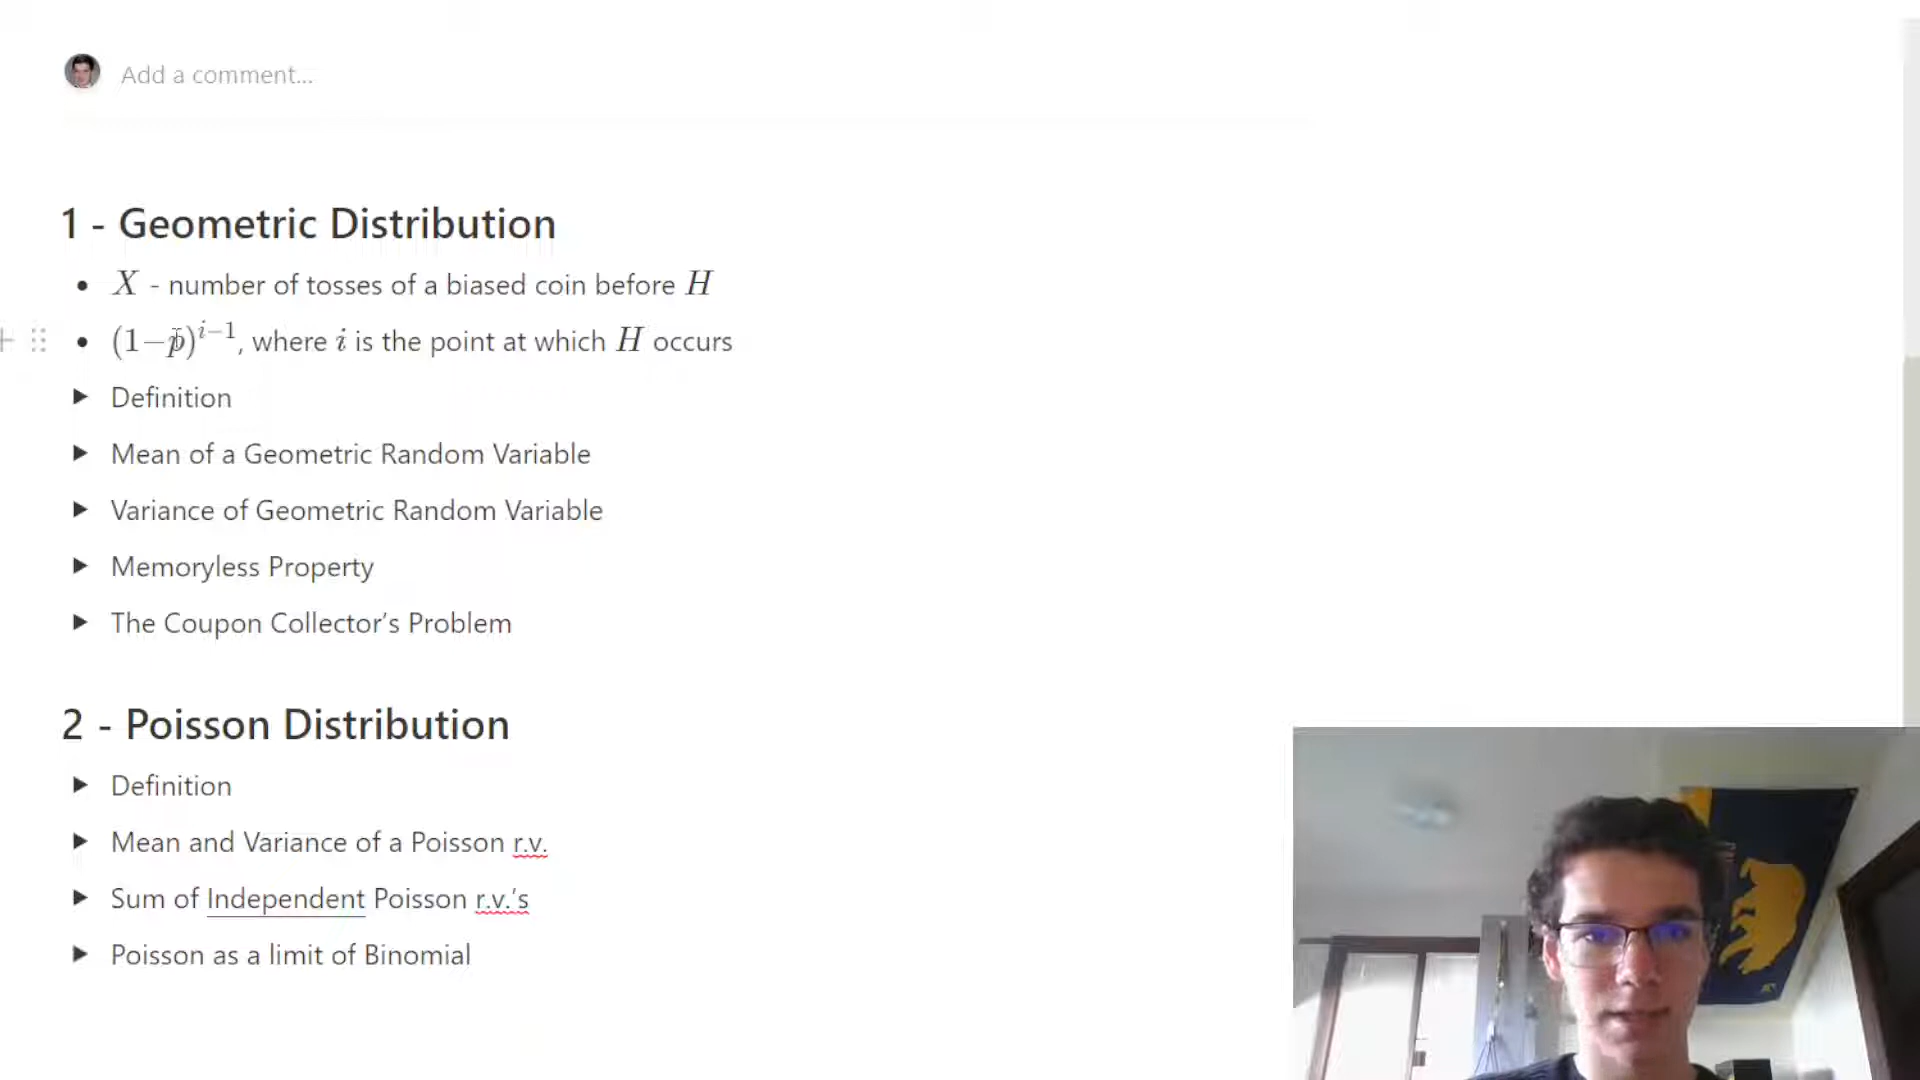 Add a comment...
1 - Geometric Distribution
• X - number of tosses of a biased coin before H
• (1−p)^{i−1}, where i is the point at which H occurs
▶ Definition
▶ Mean of a Geometric Random Variable
▶ Variance of Geometric Random Variable
▶ Memoryless Property
▶ The Coupon Collector’s Problem
2 - Poisson Distribution
▶ Definition
▶ Mean and Variance of a Poisson r.v.
▶ Sum of Independent Poisson r.v.’s
▶ Poisson as a limit of Binomial